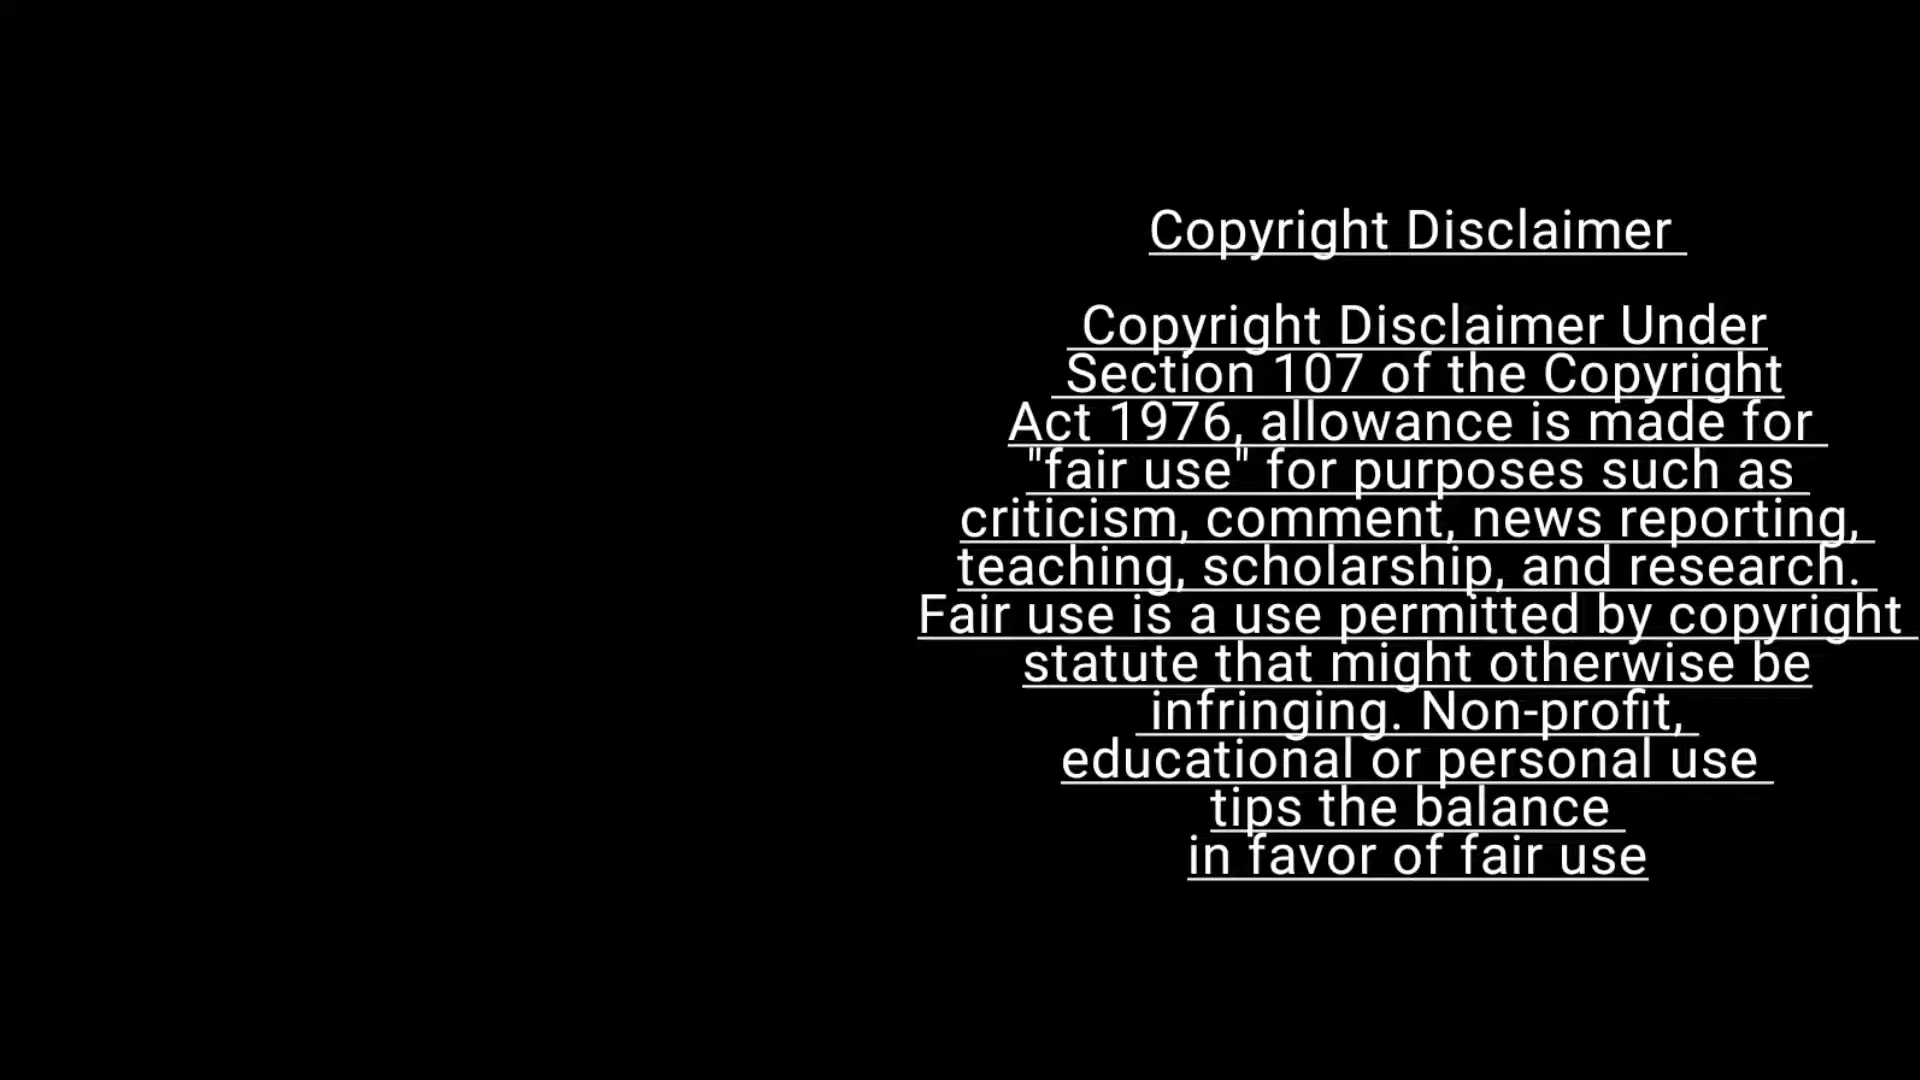 Copyright Disclaimer
Copyright Disclaimer Under
Section 107 of the Copyright
Act 1976, allowance is made for
"fair use" for purposes such as
criticism, comment, news reporting,
teaching, scholarship, and research.
Fair use is a use permitted by copyright
statute that might otherwise be
infringing. Non-profit,
educational or personal use
tips the balance
in favor of fair use